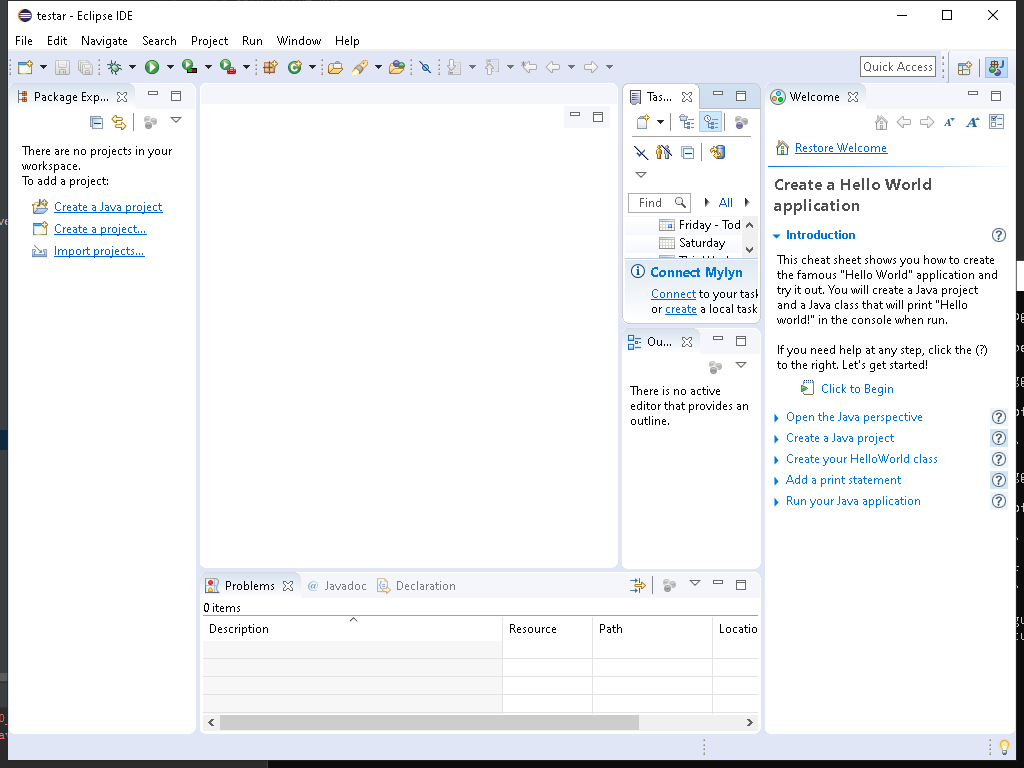 testar - Eclipse IDE
File Edit Navigate Search Project Run Window Help
Quick Access
Package Exp...
There are no projects in your
workspace.
To add a project:
Create a Java project
Create a project...
Import projects...
Tas...
Find
All
Friday - Tod
Saturday
Connect Mylyn
Connect to your task
or create a local task
Ou...
There is no active
editor that provides an
outline.
Welcome
Restore Welcome
Create a Hello World
application
Introduction
This cheat sheet shows you how to create
the famous "Hello World" application and
try it out. You will create a Java project
and a Java class that will print "Hello
world!" in the console when run.
If you need help at any step, click the (?)
to the right. Let's get started!
Click to Begin
Open the Java perspective
Create a Java project
Create your HelloWorld class
Add a print statement
Run your Java application
Problems @ Javadoc Declaration
0 items
Description Resource Path Locatio